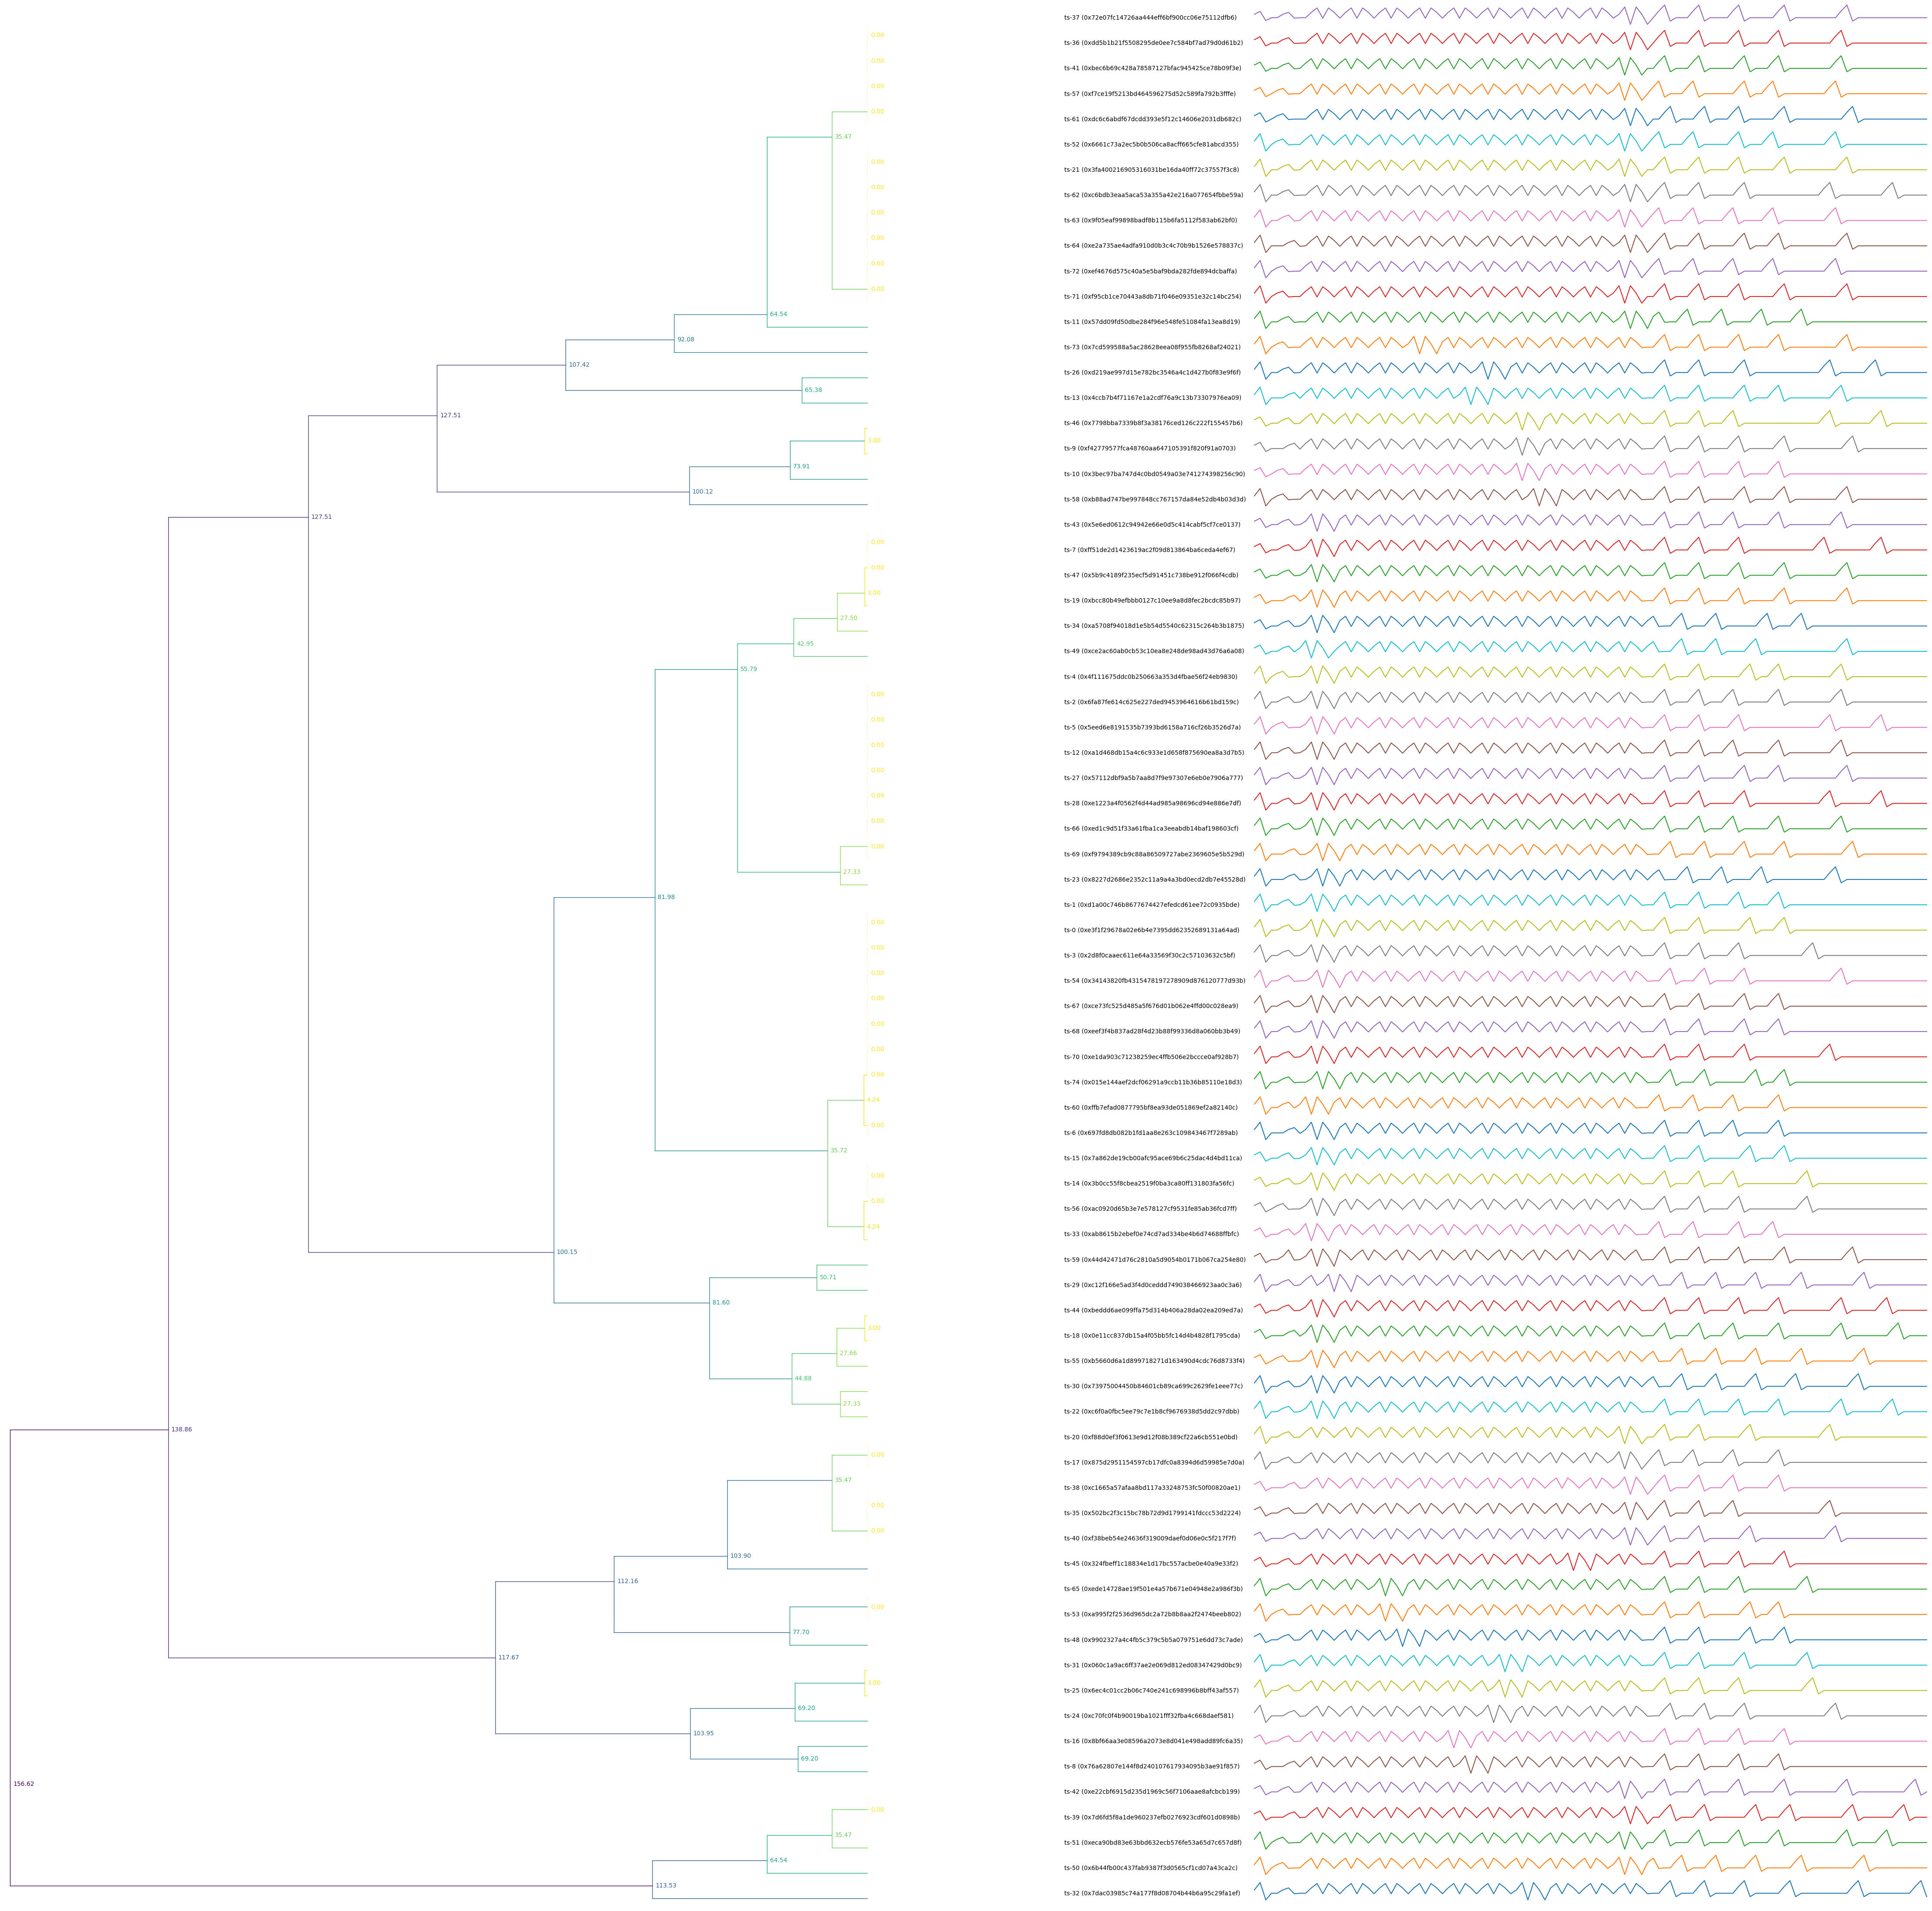 0.00
0.00
0.00
0.00
35.47
0.00
0.00
0.00
0.00
0.00
0.00
64.54
92.08
107.42
65.38
127.51
3.00
73.91
100.12
127.51
0.00
0.00
3.00
27.50
42.95
55.79
0.00
0.00
0.00
0.00
0.00
0.00
0.00
27.33
81.98
0.00
0.00
0.00
0.00
0.00
0.00
0.00
4.24
0.00
35.72
0.00
0.00
4.24
100.15
50.71
81.60
3.00
27.66
44.88
27.33
138.86
0.00
35.47
0.00
0.00
103.90
112.16
0.00
77.70
117.67
3.00
69.20
103.95
69.20
156.62
0.00
35.47
64.54
113.53
ts-37 (0x72e07fc14726aa444eff6bf900cc06e75112dfb6)
ts-36 (0xdd5b1b21f5508295de0ee7c584bf7ad79d0d61b2)
ts-41 (0xbec6b69c428a78587127bfac945425ce78b09f3e)
ts-57 (0xf7ce19f5213bd464596275d52c589fa792b3fffe)
ts-61 (0xdc6c6abdf67dcdd393e5f12c14606e2031db682c)
ts-52 (0x6661c73a2ec5b0b506ca8acff665cfe81abcd355)
ts-21 (0x3fa400216905316031be16da40ff72c37557f3c8)
ts-62 (0xc6bdb3eaa5aca53a355a42e216a077654fbbe59a)
ts-63 (0x9f05eaf99898badf8b115b6fa5112f583ab62bf0)
ts-64 (0xe2a735ae4adfa910d0b3c4c70b9b1526e578837c)
ts-72 (0xef4676d575c40a5e5baf9bda282fde894dcbaffa)
ts-71 (0xf95cb1ce70443a8db71f046e09351e32c14bc254)
ts-11 (0x57dd09fd50dbe284f96e548fe51084fa13ea8d19)
ts-73 (0x7cd599588a5ac28628eea08f955fb8268af24021)
ts-26 (0xd219ae997d15e782bc3546a4c1d427b0f83e9f6f)
ts-13 (0x4ccb7b4f71167e1a2cdf76a9c13b73307976ea09)
ts-46 (0x7798bba7339b8f3a38176ced126c222f155457b6)
ts-9 (0xf42779577fca48760aa647105391f820f91a0703)
ts-10 (0x3bec97ba747d4c0bd0549a03e741274398256c90)
ts-58 (0xb88ad747be997848cc767157da84e52db4b03d3d)
ts-43 (0x5e6ed0612c94942e66e0d5c414cabf5cf7ce0137)
ts-7 (0xff51de2d1423619ac2f09d813864ba6ceda4ef67)
ts-47 (0x5b9c4189f235ecf5d91451c738be912f066f4cdb)
ts-19 (0xbcc80b49efbbb0127c10ee9a8d8fec2bcdc85b97)
ts-34 (0xa5708f94018d1e5b54d5540c62315c264b3b1875)
ts-49 (0xce2ac60ab0cb53c10ea8e248de98ad43d76a6a08)
ts-4 (0x4f111675ddc0b250663a353d4fbae56f24eb9830)
ts-2 (0x6fa87fe614c625e227ded9453964616b61bd159c)
ts-5 (0x5eed6e8191535b7393bd6158a716cf26b3526d7a)
ts-12 (0xa1d468db15a4c6c933e1d658f875690ea8a3d7b5)
ts-27 (0x57112dbf9a5b7aa8d7f9e97307e6eb0e7906a777)
ts-28 (0xe1223a4f0562f4d44ad985a98696cd94e886e7df)
ts-66 (0xed1c9d51f33a61fba1ca3eeabdb14baf198603cf)
ts-69 (0xf9794389cb9c88a86509727abe2369605e5b529d)
ts-23 (0x8227d2686e2352c11a9a4a3bd0ecd2db7e45528d)
ts-1 (0xd1a00c746b8677674427efedcd61ee72c0935bde)
ts-0 (0xe3f1f29678a02e6b4e7395dd62352689131a64ad)
ts-3 (0x2d8f0caaec611e64a33569f30c2c57103632c5bf)
ts-54 (0x34143820fb4315478197278909d876120777d93b)
ts-67 (0xce73fc525d485a5f676d01b062e4ffd00c028ea9)
ts-68 (0xeef3f4b837ad28f4d23b88f99336d8a060bb3b49)
ts-70 (0xe1da903c71238259ec4ffb506e2bccce0af928b7)
ts-74 (0x015e144aef2dcf06291a9ccb11b36b85110e18d3)
ts-60 (0xffb7efad0877795bf8ea93de051869ef2a82140c)
ts-6 (0x697fd8db082b1fd1aa8e263c109843467f7289ab)
ts-15 (0x7a862de19cb00afc95ace69b6c25dac4d4bd11ca)
ts-14 (0x3b0cc55f8cbea2519f0ba3ca80ff131803fa56fc)
ts-56 (0xac0920d65b3e7e578127cf9531fe85ab36fcd7ff)
ts-33 (0xab8615b2ebef0e74cd7ad334be4b6d74688ffbfc)
ts-59 (0x44d42471d76c2810a5d9054b0171b067ca254e80)
ts-29 (0xc12f166e5ad3f4d0ceddd749038466923aa0c3a6)
ts-44 (0xbeddd6ae099ffa75d314b406a28da02ea209ed7a)
ts-18 (0x0e11cc837db15a4f05bb5fc14d4b4828f1795cda)
ts-55 (0xb5660d6a1d899718271d163490d4cdc76d8733f4)
ts-30 (0x73975004450b84601cb89ca699c2629fe1eee77c)
ts-22 (0xc6f0a0fbc5ee79c7e1b8cf9676938d5dd2c97dbb)
ts-20 (0xf88d0ef3f0613e9d12f08b389cf22a6cb551e0bd)
ts-17 (0x875d2951154597cb17dfc0a8394d6d59985e7d0a)
ts-38 (0xc1665a57afaa8bd117a33248753fc50f00820ae1)
ts-35 (0x502bc2f3c15bc78b72d9d1799141fdccc53d2224)
ts-40 (0xf38beb54e24636f319009daef0d06e0c5f217f7f)
ts-45 (0x324fbeff1c18834e1d17bc557acbe0e40a9e33f2)
ts-65 (0xede14728ae19f501e4a57b671e04948e2a986f3b)
ts-53 (0xa995f2f2536d965dc2a72b8b8aa2f2474beeb802)
ts-48 (0x9902327a4c4fb5c379c5b5a079751e6dd73c7ade)
ts-31 (0x060c1a9ac6ff37ae2e069d812ed08347429d0bc9)
ts-25 (0x6ec4c01cc2b06c740e241c698996b8bff43af557)
ts-24 (0xc70fc0f4b90019ba1021fff32fba4c668daef581)
ts-16 (0x8bf66aa3e08596a2073e8d041e498add89fc6a35)
ts-8 (0x76a62807e144f8d240107617934095b3ae91f857)
ts-42 (0xe22cbf6915d235d1969c56f7106aae8afcbcb199)
ts-39 (0x7d6fd5f8a1de960237efb0276923cdf601d0898b)
ts-51 (0xeca90bd83e63bbd632ecb576fe53a65d7c657d8f)
ts-50 (0x6b44fb00c437fab9387f3d0565cf1cd07a43ca2c)
ts-32 (0x7dac03985c74a177f8d08704b44b6a95c29fa1ef)